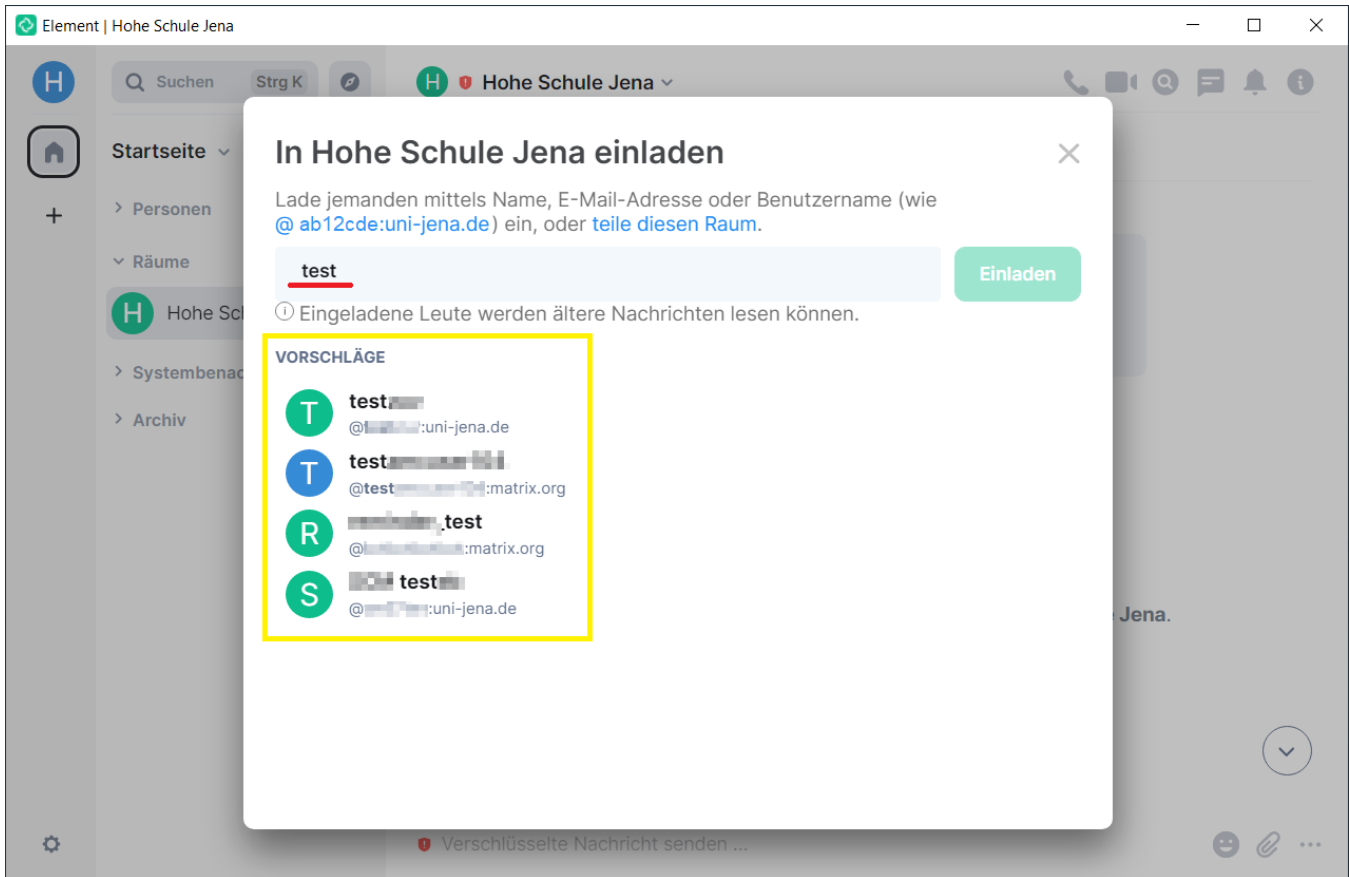 Element | Hohe Schule Jena
H
Suchen
Strg K
H
Hohe Schule Jena
Startseite
Personen
Räume
H
Hohe Sc
Systembenac
Archiv
In Hohe Schule Jena einladen
Lade jemanden mittels Name, E-Mail-Adresse oder Benutzername (wie
@ ab12cde:uni-jena.de) ein, oder teile diesen Raum.
test
Einladen
Eingeladene Leute werden ältere Nachrichten lesen können.
VORSCHLÄGE
T
test
@ :uni-jena.de
T
test
@test :matrix.org
R
_test
@ :matrix.org
S
test
@ :uni-jena.de
Jena.
Verschlüsselte Nachricht senden ...